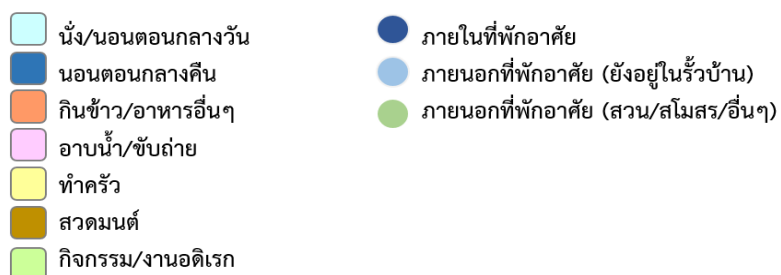 นั่ง/นอนตอนกลางวัน
นอนตอนกลางคืน
กินข้าว/อาหารอื่นๆ
อาบน้ำ/ขับถ่าย
ทำครัว
สวดมนต์
กิจกรรม/งานอดิเรก
ภายในที่พักอาศัย
ภายนอกที่พักอาศัย (ยังอยู่ในรั้วบ้าน)
ภายนอกที่พักอาศัย (สวน/สโมสร/อื่นๆ)